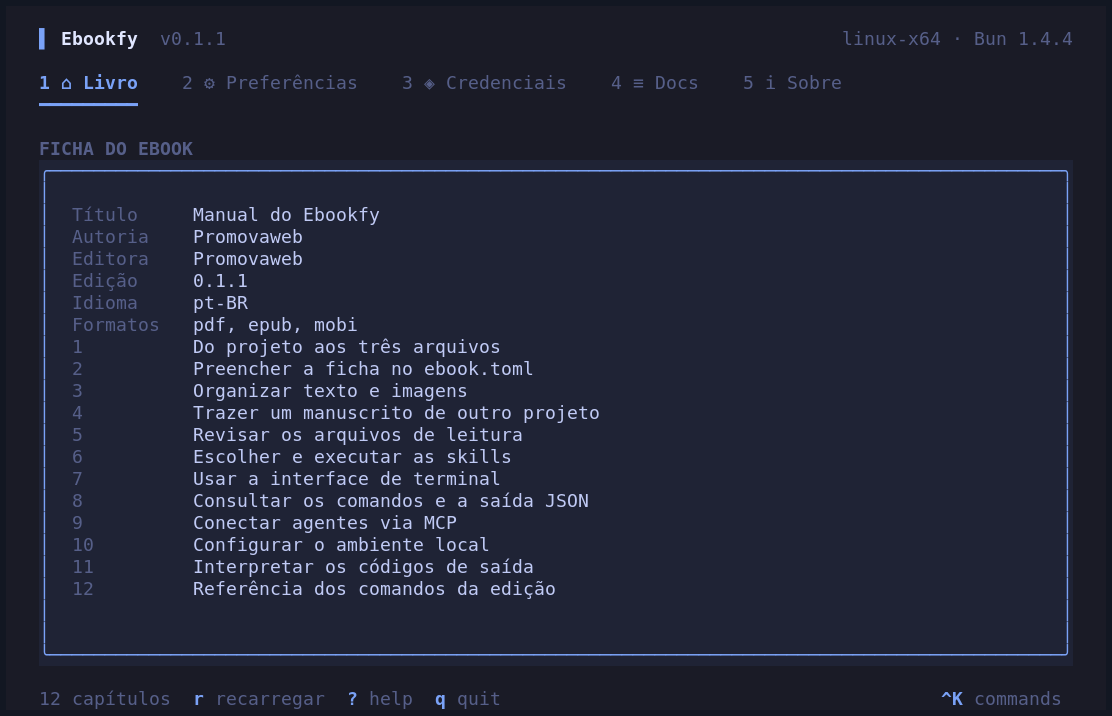 Ebookfy v0.1.1 linux-x64 · Bun 1.4.4
1 ⌂ Livro 2 ⚙ Preferências 3 ◈ Credenciais 4 ≡ Docs 5 i Sobre
FICHA DO EBOOK
Título Manual do Ebookfy
Autoria Promovaweb
Editora Promovaweb
Edição 0.1.1
Idioma pt-BR
Formatos pdf, epub, mobi
1 Do projeto aos três arquivos
2 Preencher a ficha no ebook.toml
3 Organizar texto e imagens
4 Trazer um manuscrito de outro projeto
5 Revisar os arquivos de leitura
6 Escolher e executar as skills
7 Usar a interface de terminal
8 Consultar os comandos e a saída JSON
9 Conectar agentes via MCP
10 Configurar o ambiente local
11 Interpretar os códigos de saída
12 Referência dos comandos da edição
12 capítulos r recarregar ? help q quit ^K commands